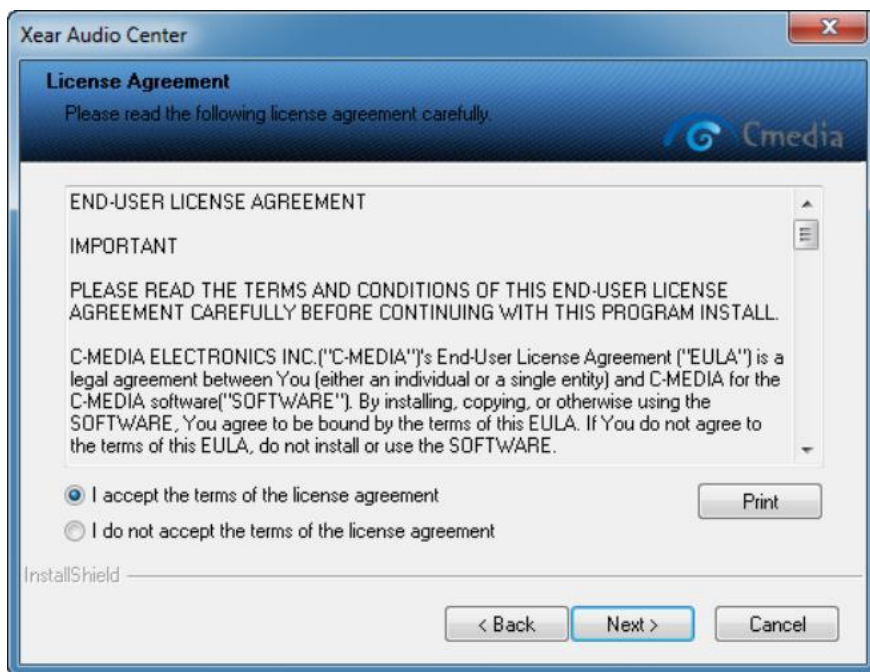 Xear Audio Center
License Agreement
Please read the following license agreement carefully.
Cmedia
END-USER LICENSE AGREEMENT
IMPORTANT
PLEASE READ THE TERMS AND CONDITIONS OF THIS END-USER LICENSE
AGREEMENT CAREFULLY BEFORE CONTINUING WITH THIS PROGRAM INSTALL.
C-MEDIA ELECTRONICS INC.("C-MEDIA")'s End-User License Agreement ("EULA") is a
legal agreement between You (either an individual or a single entity) and C-MEDIA for the
C-MEDIA software("SOFTWARE"). By installing, copying, or otherwise using the
SOFTWARE, You agree to be bound by the terms of this EULA. If You do not agree to
the terms of this EULA, do not install or use the SOFTWARE.
I accept the terms of the license agreement
Print
I do not accept the terms of the license agreement
InstallShield
< Back
Next >
Cancel